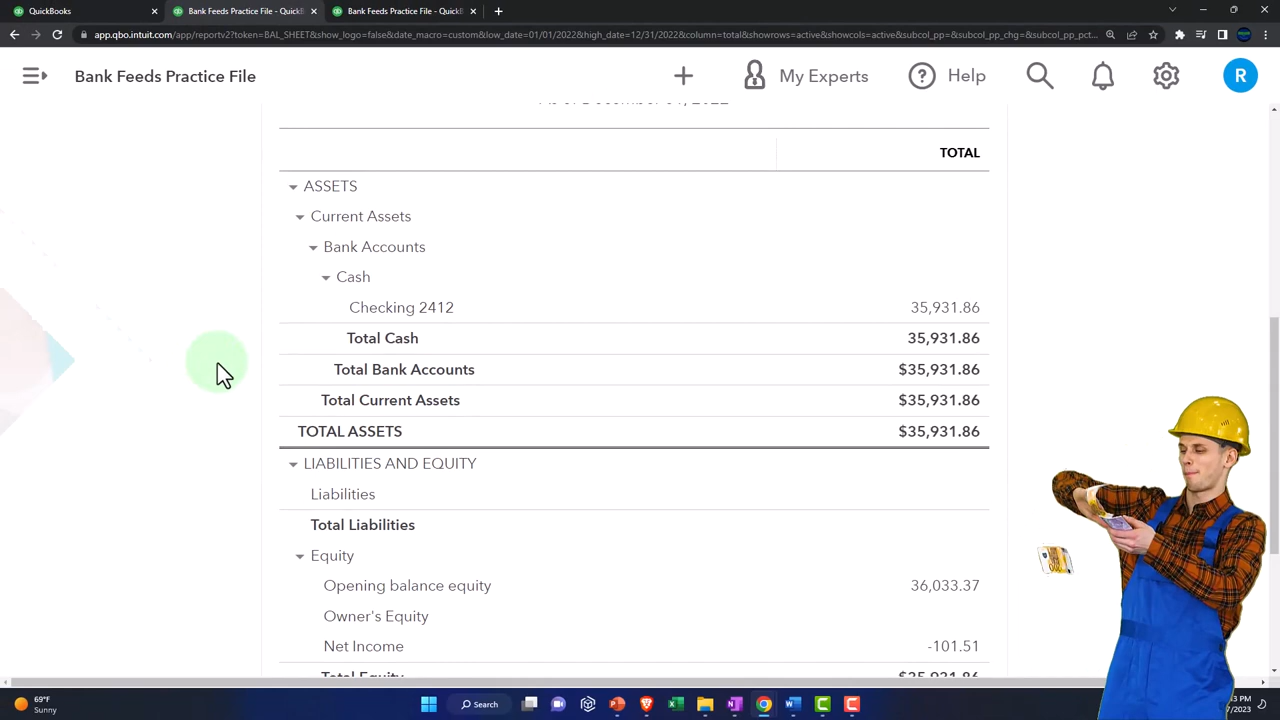 QuickBooks
Bank Feeds Practice File - QuickB
Bank Feeds Practice File - QuickB
app.qbo.intuit.com/app/reportv2?token=BAL_SHEET&show_logo=false&date_macro=custom&low_date=01/01/2022&high_date=12/31/2022&column=total&showrows=active&showcols=active&subcol_pp=&subcol_pp_chg=&subcol_pp_pct...
Bank Feeds Practice File
My Experts
Help
R
TOTAL
ASSETS
Current Assets
Bank Accounts
Cash
Checking 2412 35,931.86
Total Cash 35,931.86
Total Bank Accounts $35,931.86
Total Current Assets $35,931.86
TOTAL ASSETS $35,931.86
LIABILITIES AND EQUITY
Liabilities
Total Liabilities
Equity
Opening balance equity 36,033.37
Owner's Equity
Net Income -101.51
Total Equity $35,931.86
69°F
Sunny
Search